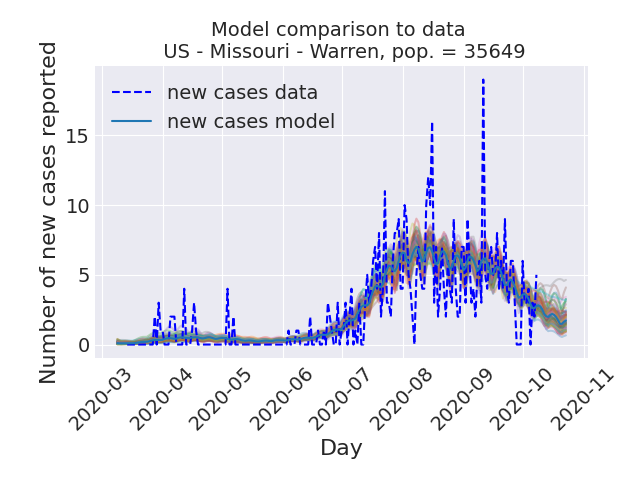 Model comparison to data
US - Missouri - Warren, pop. = 35649
Number of new cases reported
new cases data
new cases model
15
10
5
0
2020-03
2020-04
2020-05
2020-06
2020-07
2020-08
2020-09
2020-10
2020-11
Day